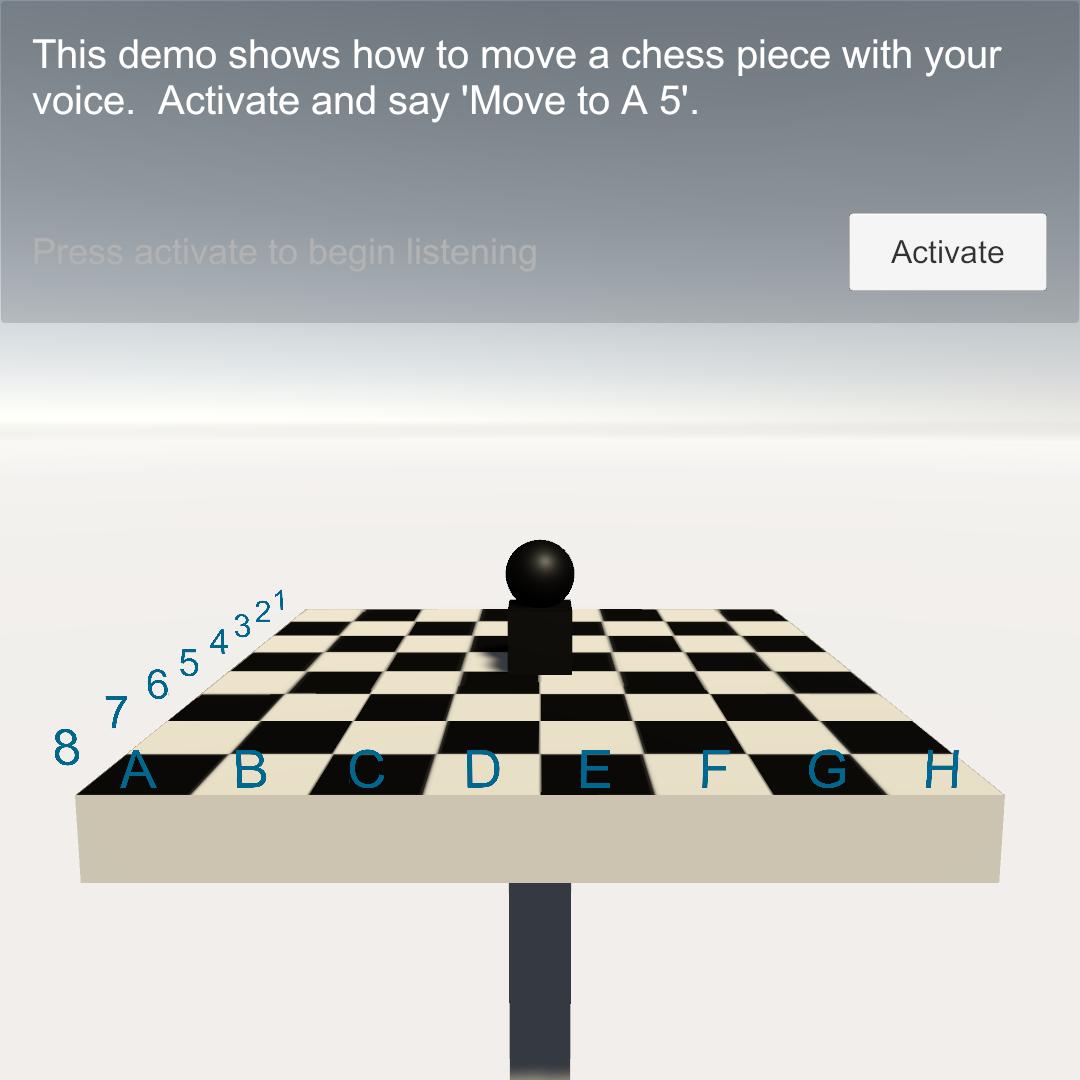 This demo shows how to move a chess piece with your
voice.  Activate and say 'Move to A 5'.
Press activate to begin listening
Activate
1
2
3
4
5
6
7
8
A B C D E F G H